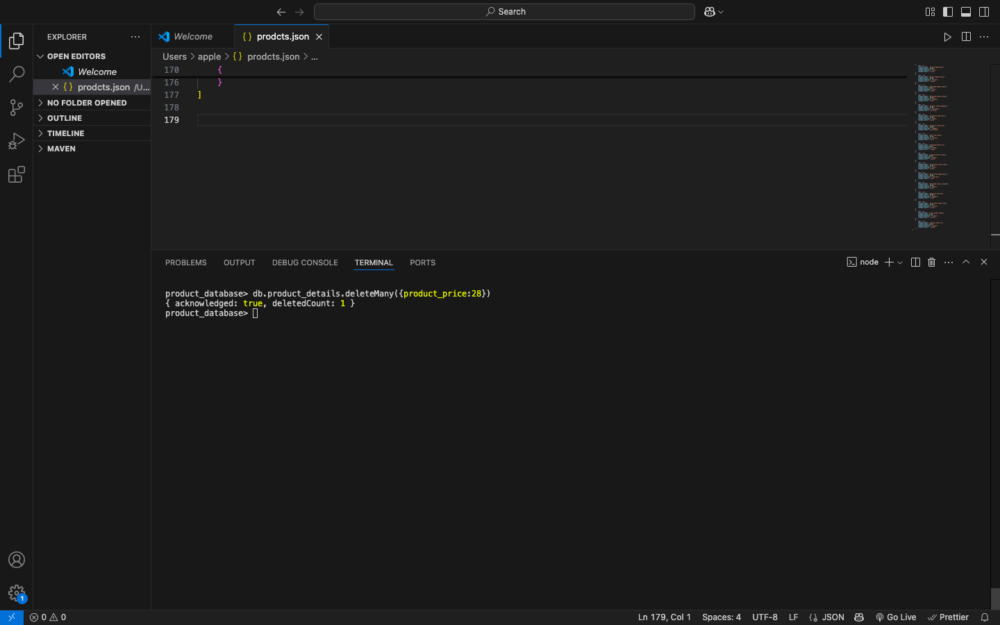 Search
EXPLORER
OPEN EDITORS
Welcome
prodcts.json /U...
NO FOLDER OPENED
OUTLINE
TIMELINE
MAVEN
Welcome
{} prodcts.json
Users > apple > {} prodcts.json > ...
170 {
176 }
177 ]
178
179
PROBLEMS OUTPUT DEBUG CONSOLE TERMINAL PORTS
node
product_database> db.product_details.deleteMany({product_price:28})
{ acknowledged: true, deletedCount: 1 }
product_database>
1
0 0
Ln 179, Col 1 Spaces: 4 UTF-8 LF JSON Go Live Prettier